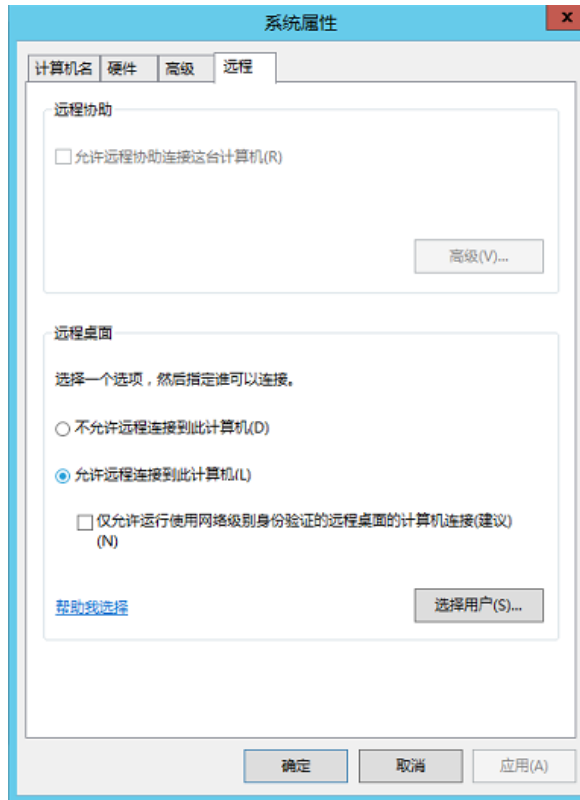 系统属性
x
计算机名 硬件 高级 远程
远程协助
允许远程协助连接这台计算机(R)
高级(V)...
远程桌面
选择一个选项，然后指定谁可以连接。
不允许远程连接到此计算机(D)
允许远程连接到此计算机(L)
仅允许运行使用网络级别身份验证的远程桌面的计算机连接(建议)
(N)
帮助我选择
选择用户(S)...
确定 取消 应用(A)